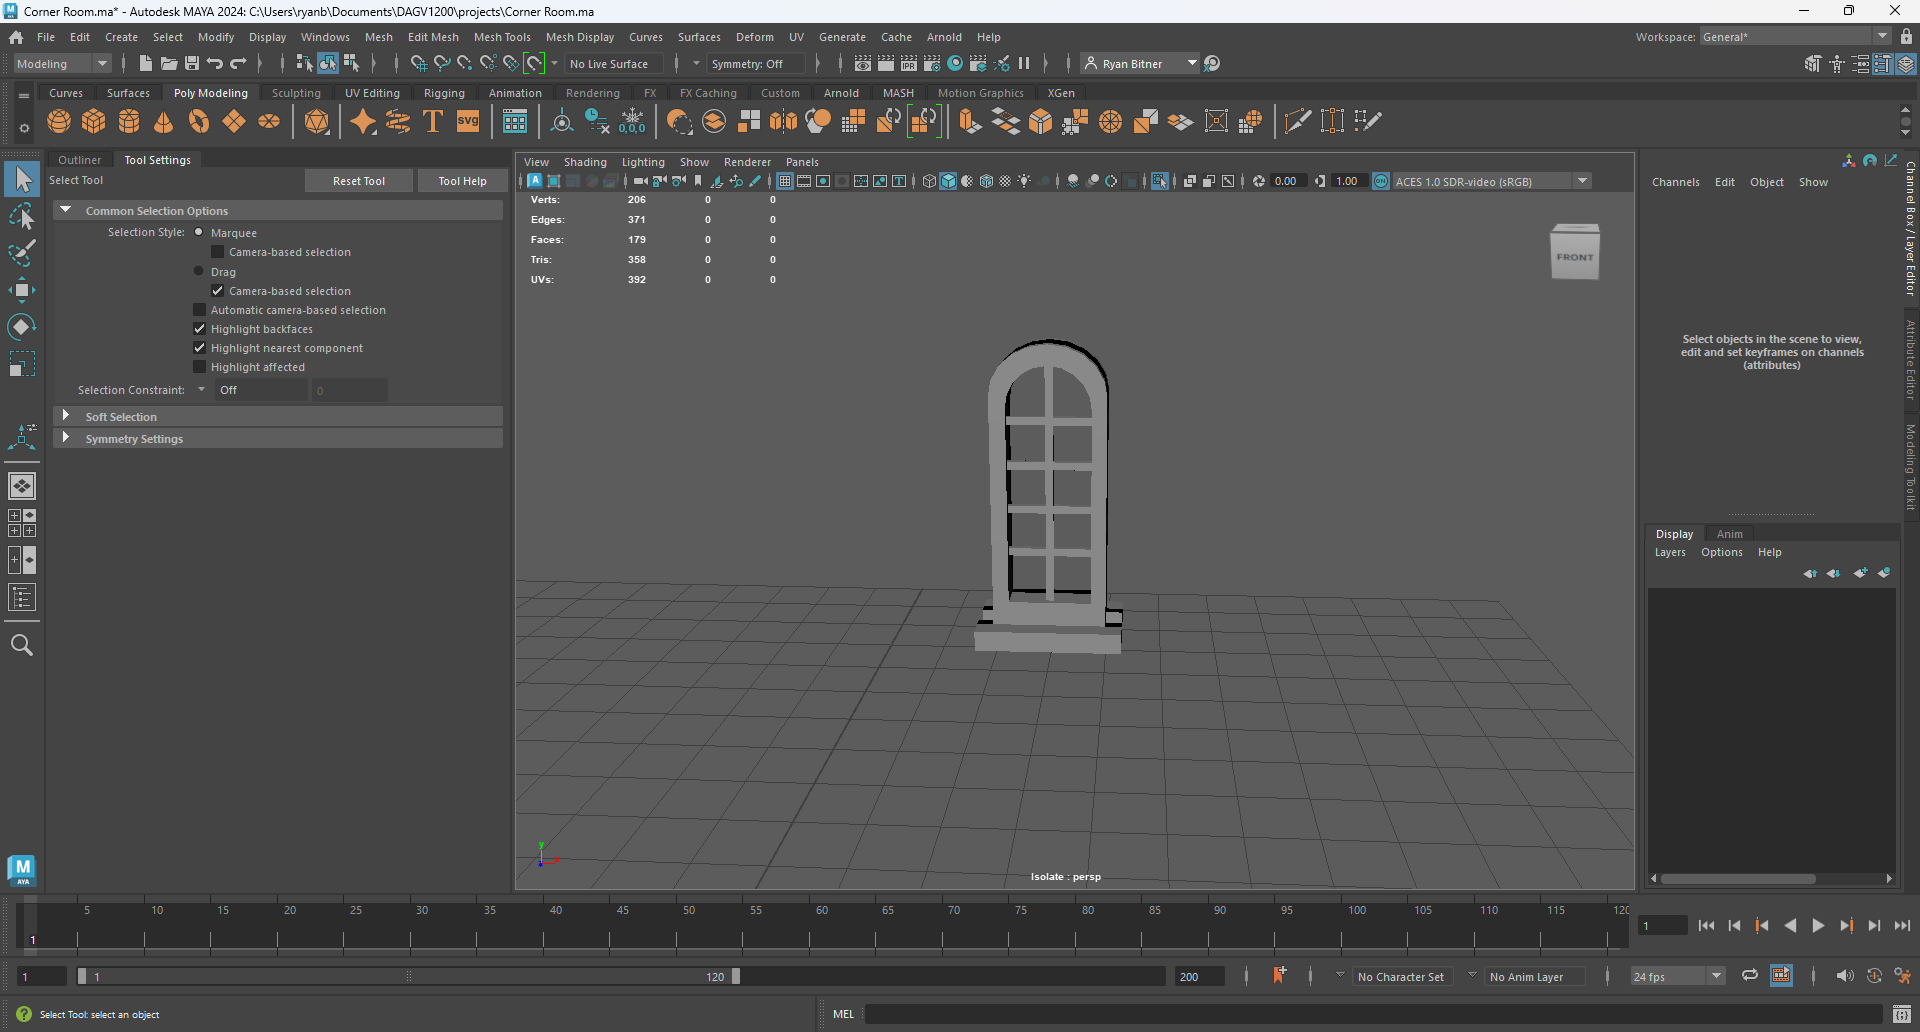 Corner Room.ma* - Autodesk MAYA 2024: C:\Users\ryanb\Documents\DAGV1200\projects\Corner Room.ma
File Edit Create Select Modify Display Windows Mesh Edit Mesh Mesh Tools Mesh Display Curves Surfaces Deform UV Generate Cache Arnold Help Workspace: General*
Modeling No Live Surface Symmetry: Off IPR Ryan Bitner
Curves Surfaces Poly Modeling Sculpting UV Editing Rigging Animation Rendering FX FX Caching Custom Arnold MASH Motion Graphics XGen
T svg 0,0,0
Outliner Tool Settings
Select Tool Reset Tool Tool Help
Common Selection Options
Selection Style: Marquee
Camera-based selection
Drag
Camera-based selection
Automatic camera-based selection
Highlight backfaces
Highlight nearest component
Highlight affected
Selection Constraint: Off 0
Soft Selection
Symmetry Settings
View Shading Lighting Show Renderer Panels
0.00 1.00 ON ACES 1.0 SDR-video (sRGB)
Verts: 206 0 0
Edges: 371 0 0
Faces: 179 0 0
Tris: 358 0 0
UVs: 392 0 0
FRONT
y
Isolate : persp
Channels Edit Object Show
Select objects in the scene to view,
edit and set keyframes on channels
(attributes)
Channel Box / Layer Editor
Attribute Editor
Modeling Toolkit
Display Anim
Layers Options Help
M
AYA
5 10 15 20 25 30 35 40 45 50 55 60 65 70 75 80 85 90 95 100 105 110 115 120
1 1
1 1 120 200 No Character Set No Anim Layer 24 fps
Select Tool: select an object MEL